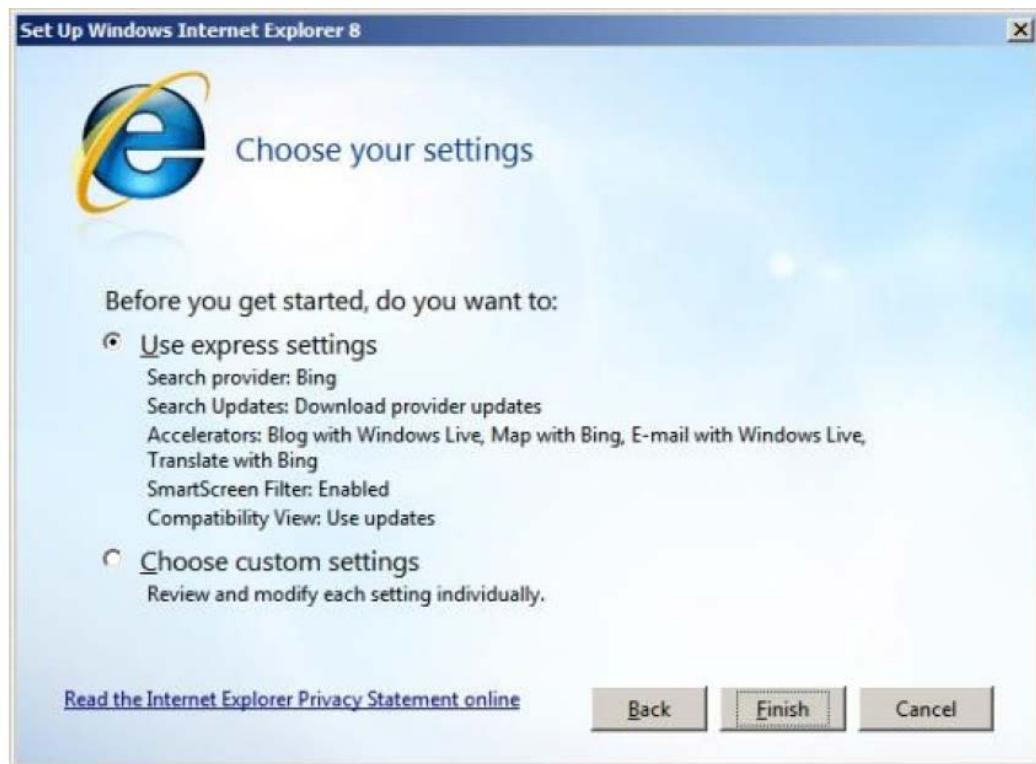 Set Up Windows Internet Explorer 8
Choose your settings
Before you get started, do you want to:
Use express settings
Search provider: Bing
Search Updates: Download provider updates
Accelerators: Blog with Windows Live, Map with Bing, E-mail with Windows Live,
Translate with Bing
SmartScreen Filter: Enabled
Compatibility View: Use updates
Choose custom settings
Review and modify each setting individually.
Read the Internet Explorer Privacy Statement online
Back
Finish
Cancel